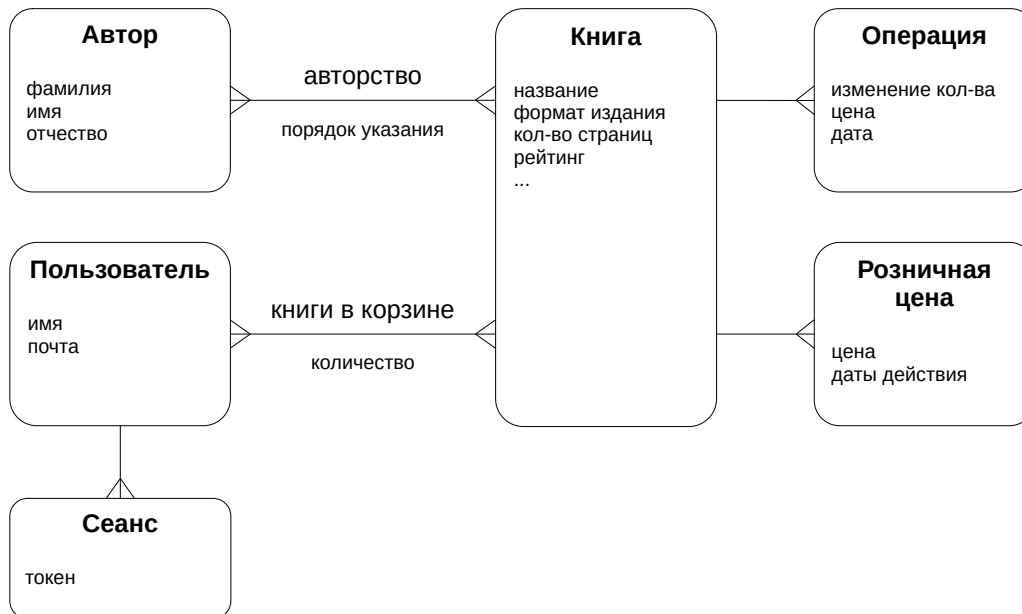 Автор
фамилия
имя
отчество
авторство
порядок указания
Книга
название
формат издания
кол-во страниц
рейтинг
...
Операция
изменение кол-ва
цена
дата
Пользователь
имя
почта
книги в корзине
количество
Розничная
цена
цена
даты действия
Сеанс
токен